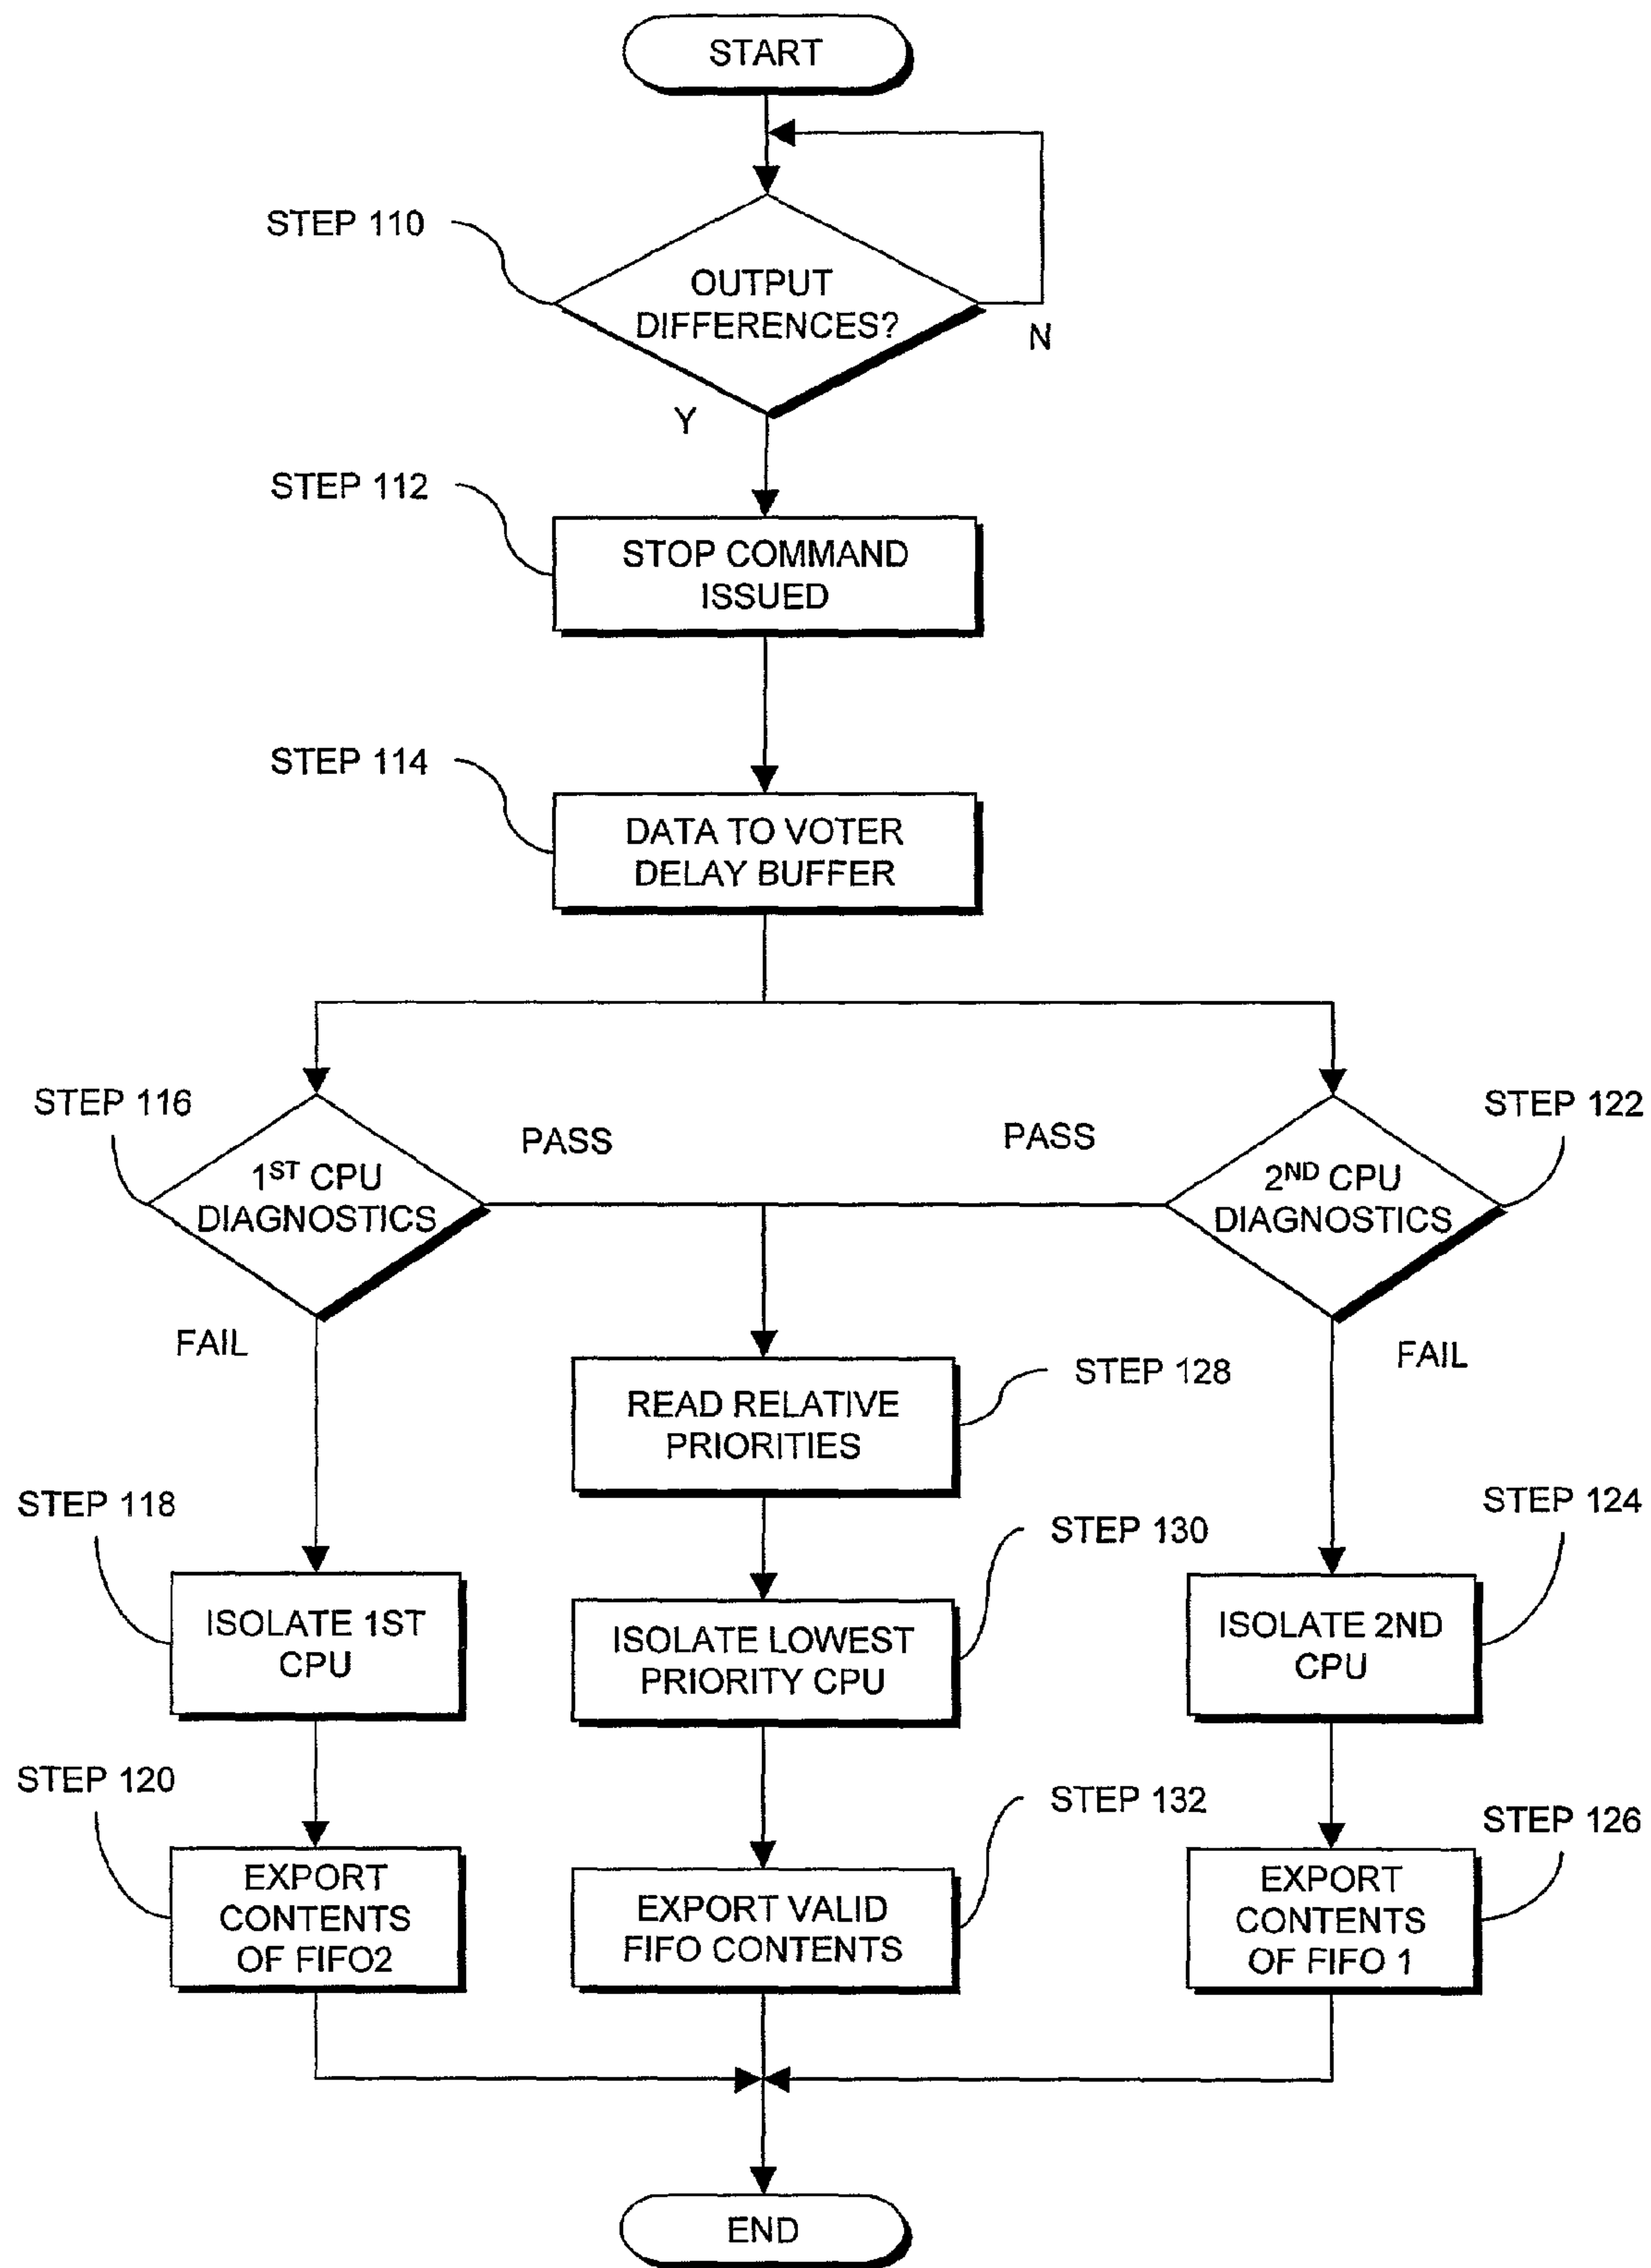 START
STEP 110
OUTPUT
DIFFERENCES?
N
Y
STEP 112
STOP COMMAND
ISSUED
STEP 114
DATA TO VOTER
DELAY BUFFER
STEP 116
1ST CPU
DIAGNOSTICS
PASS
PASS
2ND CPU
DIAGNOSTICS
STEP 122
FAIL
FAIL
READ RELATIVE
PRIORITIES
STEP 128
STEP 118
ISOLATE 1ST
CPU
STEP 130
ISOLATE LOWEST
PRIORITY CPU
STEP 124
ISOLATE 2ND
CPU
STEP 120
EXPORT
CONTENTS
OF FIFO2
STEP 132
EXPORT VALID
FIFO CONTENTS
STEP 126
EXPORT
CONTENTS
OF FIFO 1
END